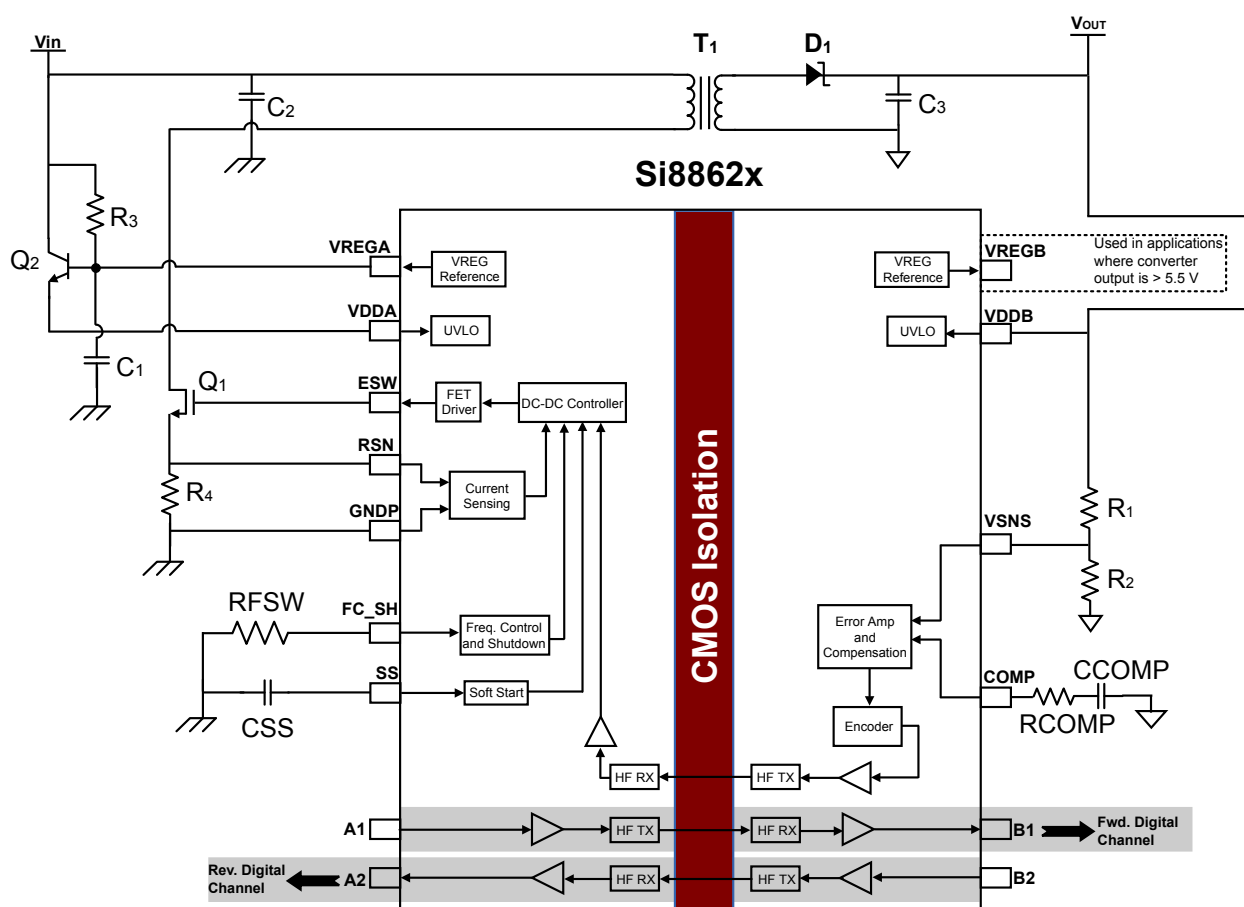 Vin
T1
D1
VOUT
C2
C3
Si8862x
R3
Q2
VREGA
VREG
Reference
VREG
Reference
VREGB
Used in applications
where converter
output is > 5.5 V
VDDA
UVLO
UVLO
VDDB
C1
Q1
ESW
FET
Driver
DC-DC Controller
RSN
R4
Current
Sensing
GNDP
CMOS Isolation
VSNS
R1
R2
RFSW
FC_SH
Freq. Control
and Shutdown
Error Amp
and
Compensation
SS
Soft Start
CSS
COMP
CCOMP
RCOMP
Encoder
HF RX
HF TX
A1
HF TX
HF RX
B1
Fwd. Digital
Channel
Rev. Digital
Channel
A2
HF RX
HF TX
B2